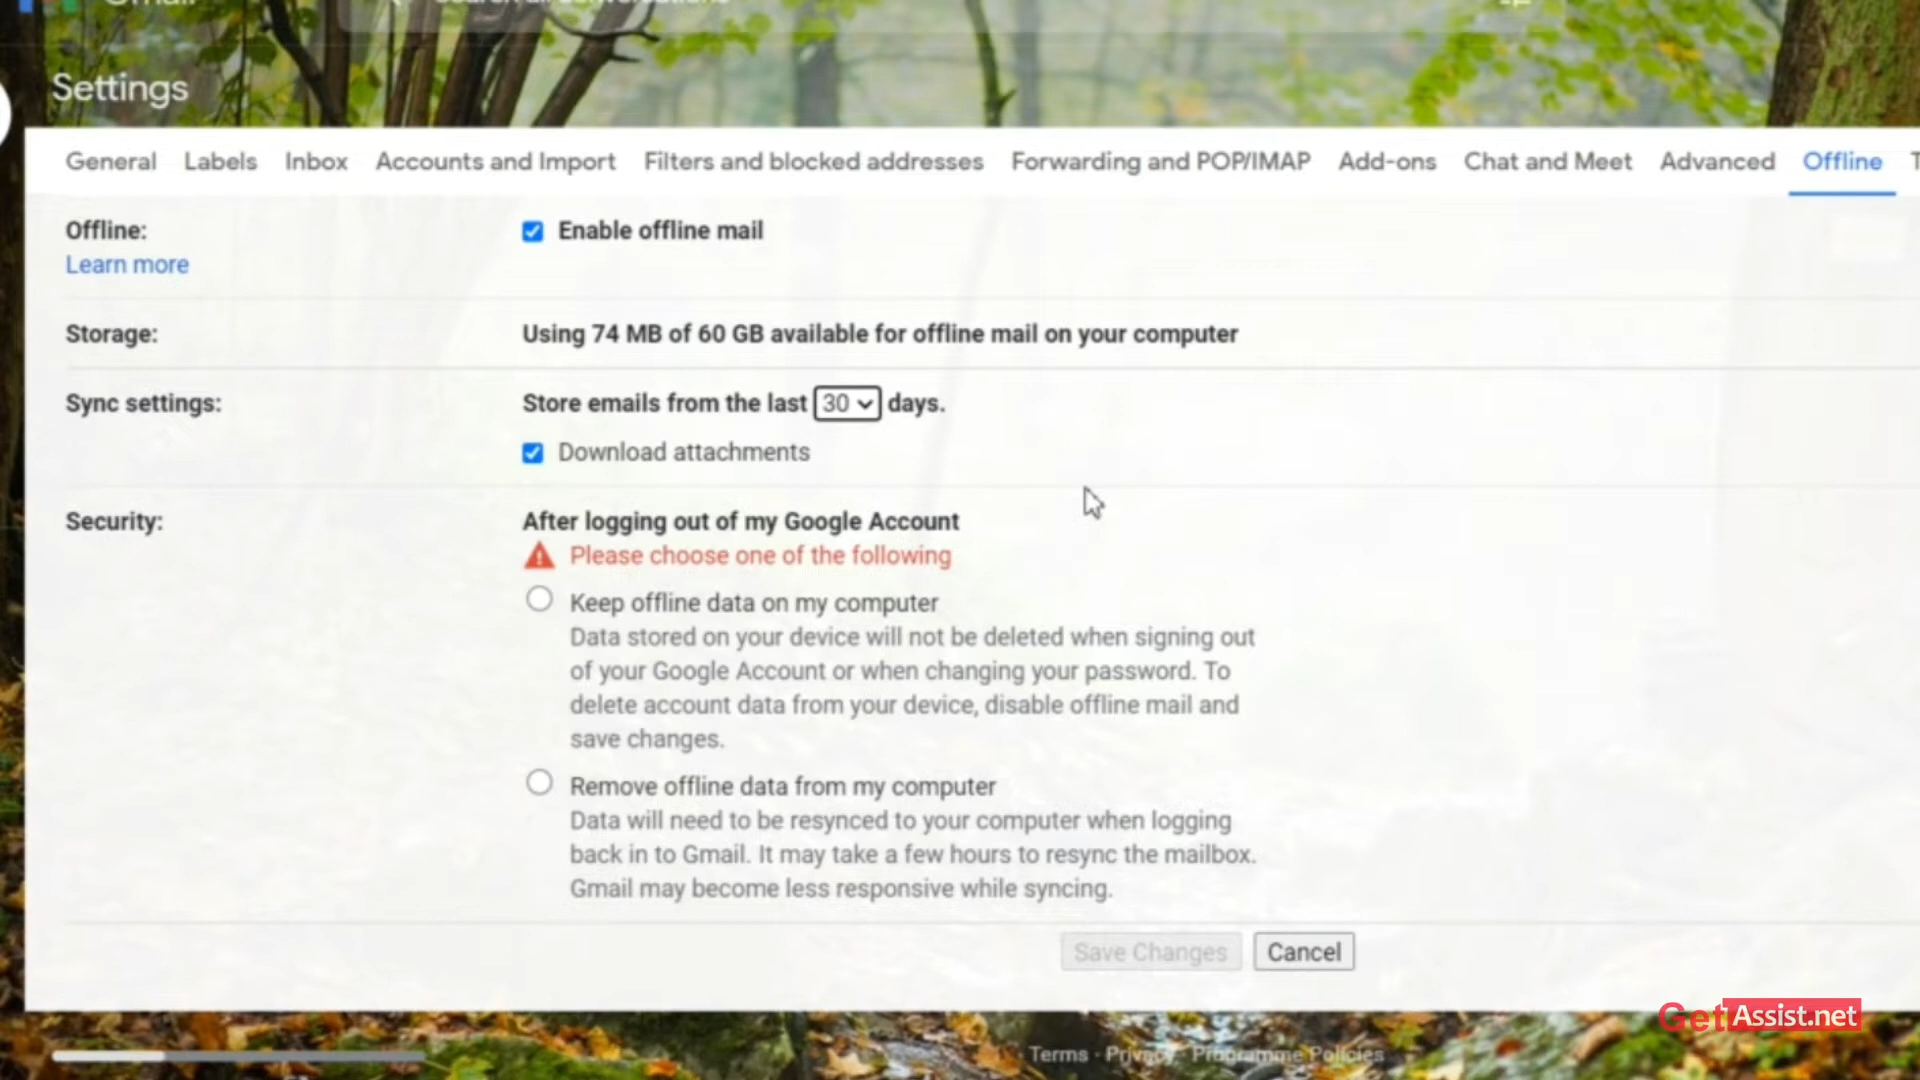 Settings
General Labels Inbox Accounts and Import Filters and blocked addresses Forwarding and POP/IMAP Add-ons Chat and Meet Advanced Offline
Offline: Enable offline mail
Learn more
Storage: Using 74 MB of 60 GB available for offline mail on your computer
Sync settings: Store emails from the last 30 days.
Download attachments
Security: After logging out of my Google Account
Please choose one of the following
Keep offline data on my computer
Data stored on your device will not be deleted when signing out
of your Google Account or when changing your password. To
delete account data from your device, disable offline mail and
save changes.
Remove offline data from my computer
Data will need to be resynced to your computer when logging
back in to Gmail. It may take a few hours to resync the mailbox.
Gmail may become less responsive while syncing.
Save Changes Cancel
GetAssist.net
Terms · Privacy · Programme Policies